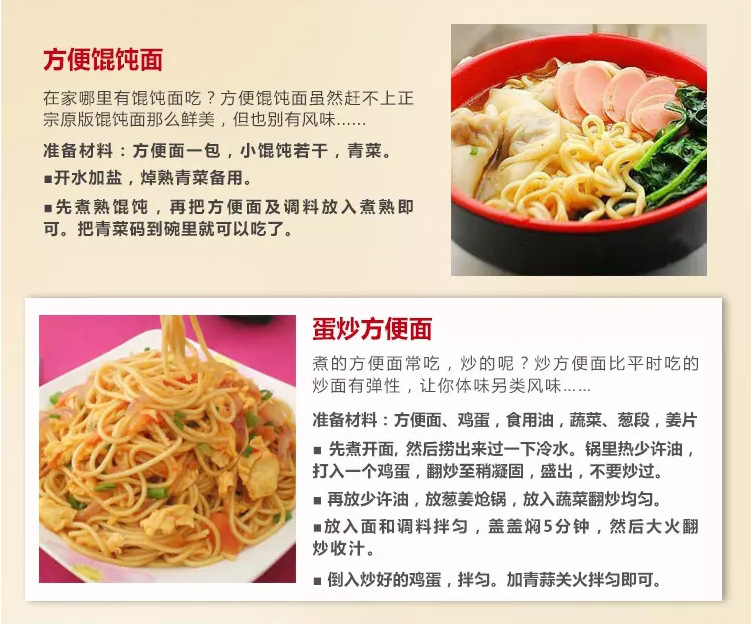 方便馄饨面
在家哪里有馄饨面吃？方便馄饨面虽然赶不上正
宗原版馄饨面那么鲜美，但也别有风味......
准备材料：方便面一包，小馄饨若干，青菜。
■开水加盐，焯熟青菜备用。
■先煮熟馄饨，再把方便面及调料放入煮熟即
可。把青菜码到碗里就可以吃了。
蛋炒方便面
煮的方便面常吃，炒的呢？炒方便面比平时吃的
炒面有弹性，让你体味另类风味......
准备材料：方便面、鸡蛋，食用油，蔬菜、葱段，姜片
■ 先煮开面, 然后捞出来过一下冷水。锅里热少许油，
打入一个鸡蛋，翻炒至稍凝固，盛出，不要炒过。
■ 再放少许油，放葱姜炝锅，放入蔬菜翻炒均匀。
■放入面和调料拌匀，盖盖焖5分钟，然后大火翻
炒收汁。
■ 倒入炒好的鸡蛋，拌匀。加青蒜关火拌匀即可。